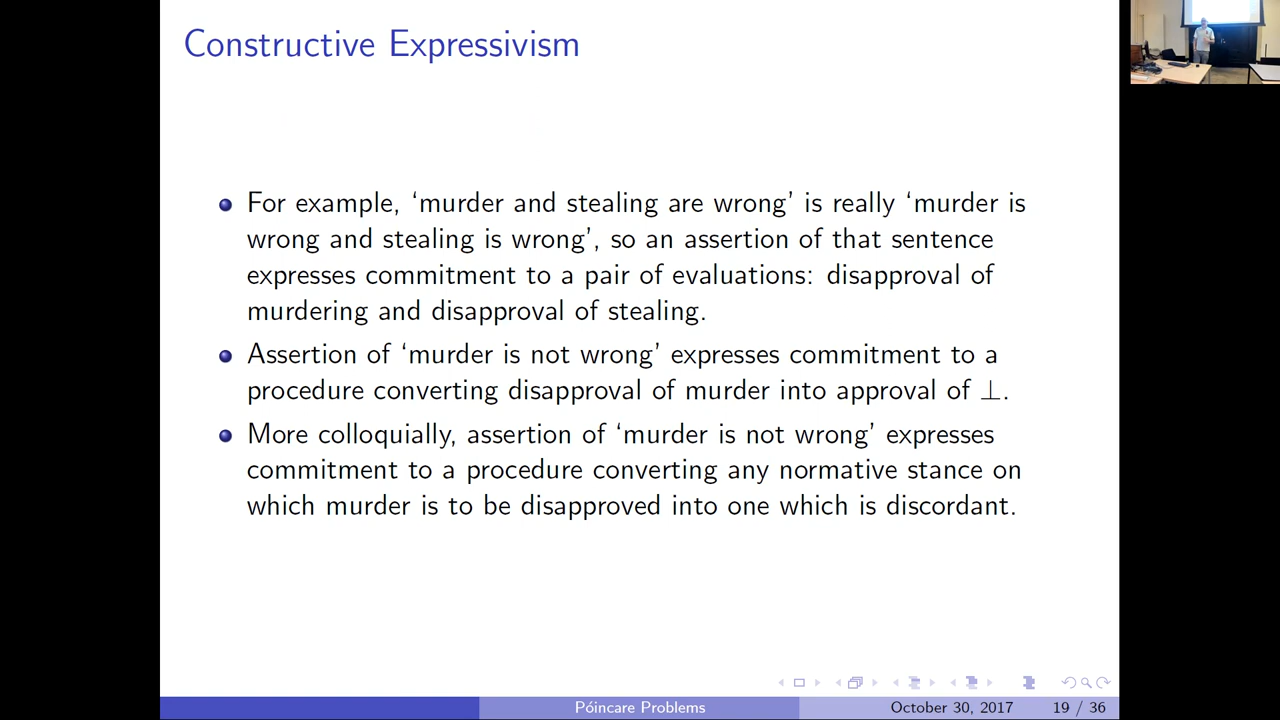 Constructive Expressivism
For example, ‘murder and stealing are wrong’ is really ‘murder is
wrong and stealing is wrong’, so an assertion of that sentence
expresses commitment to a pair of evaluations: disapproval of
murdering and disapproval of stealing.
Assertion of ‘murder is not wrong’ expresses commitment to a
procedure converting disapproval of murder into approval of ⊥.
More colloquially, assertion of ‘murder is not wrong’ expresses
commitment to a procedure converting any normative stance on
which murder is to be disapproved into one which is discordant.
Póincare Problems
October 30, 2017
19 / 36